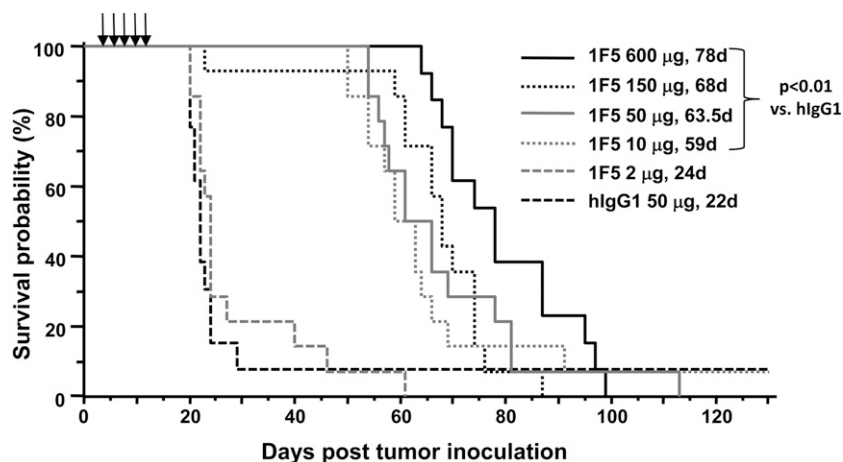 100
80
60
40
20
0
Survival probability (%)
0 20 40 60 80 100 120
Days post tumor inoculation
1F5 600 μg, 78d
1F5 150 μg, 68d
1F5 50 μg, 63.5d
1F5 10 μg, 59d
1F5 2 μg, 24d
hIgG1 50 μg, 22d
p<0.01
vs. hIgG1